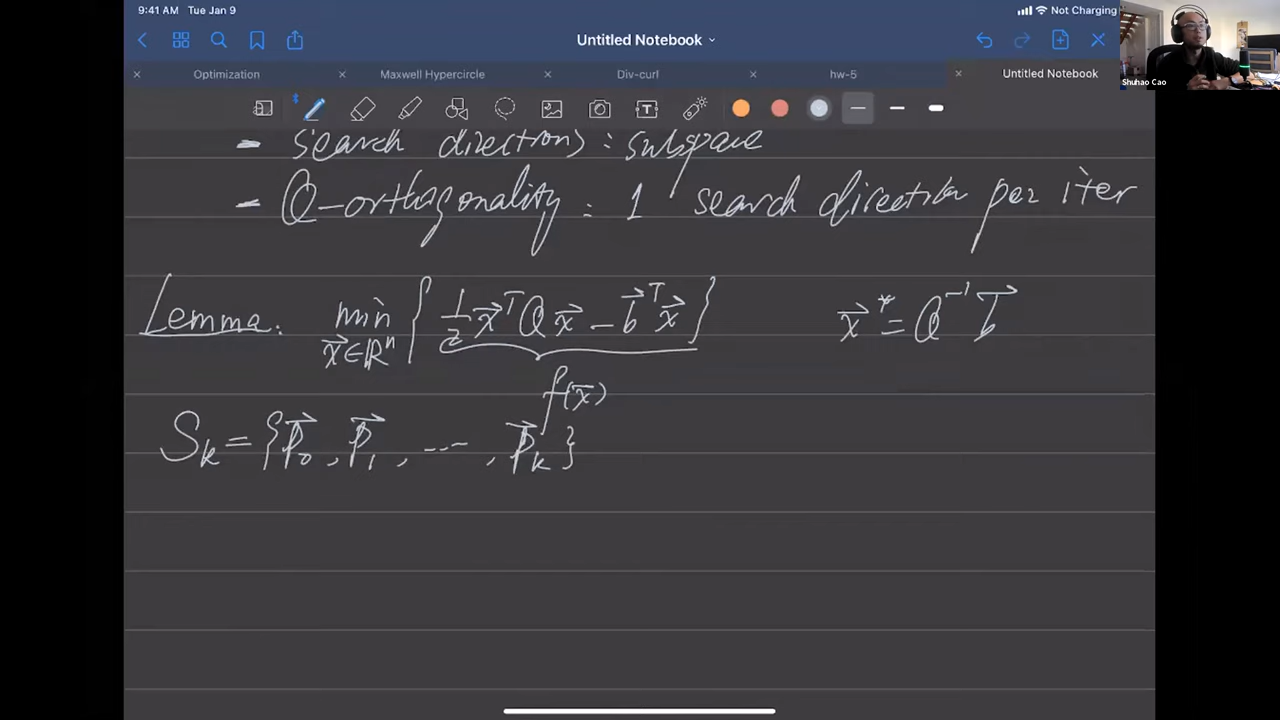 9:41 AM Tue Jan 9
Not Charging
Untitled Notebook
Optimization
Maxwell Hypercircle
Div-curl
hw-5
Untitled Notebook
Shuhao Cao
- search directions : subspace
- Q-orthogonality : 1 search direction per iter
Lemma. min_{x⃗∈ℝⁿ} { 1/2 x⃗ᵀQx⃗ - b⃗ᵀx⃗ } x⃗* = Q⁻¹b⃗
f(x⃗)
Sₖ = {p⃗₀, p⃗₁, ..., p⃗ₖ}